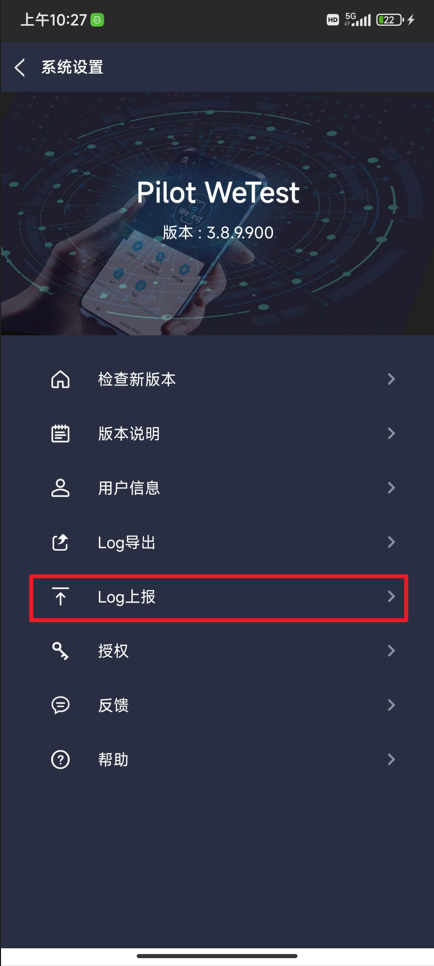 上午10:27
HD 5G 22
系统设置
Pilot WeTest
版本 : 3.8.9.900
检查新版本
版本说明
用户信息
Log导出
Log上报
授权
反馈
帮助